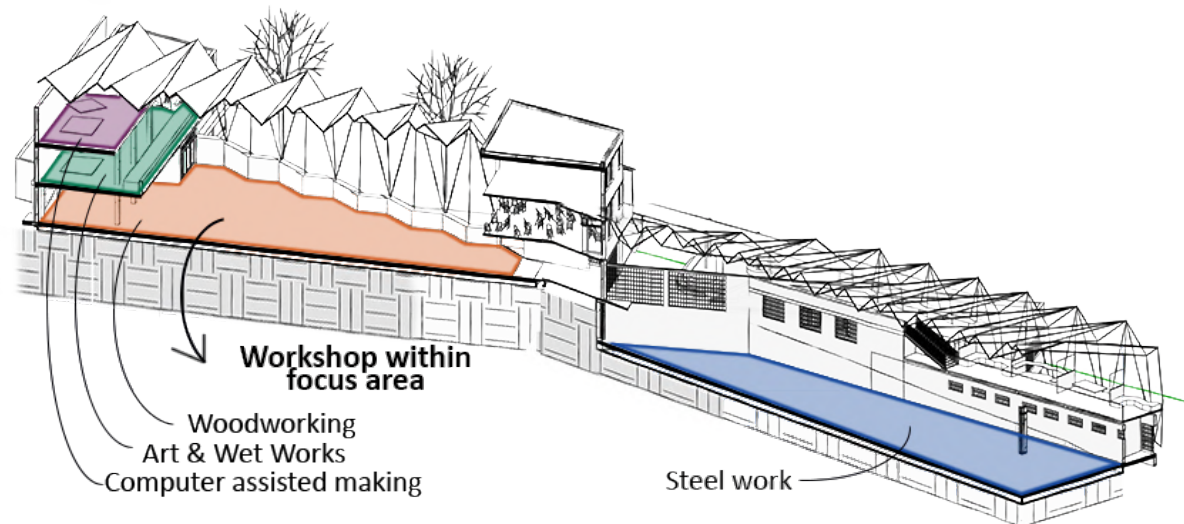 Workshop within
focus area
Woodworking
Art & Wet Works
Computer assisted making
Steel work